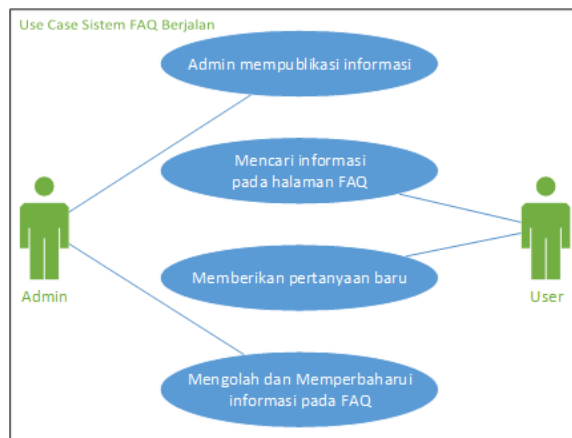 Use Case Sistem FAQ Berjalan
Admin mempublikasi informasi
Mencari informasi
pada halaman FAQ
Admin
User
Memberikan pertanyaan baru
Mengolah dan Memperbaharui
informasi pada FAQ